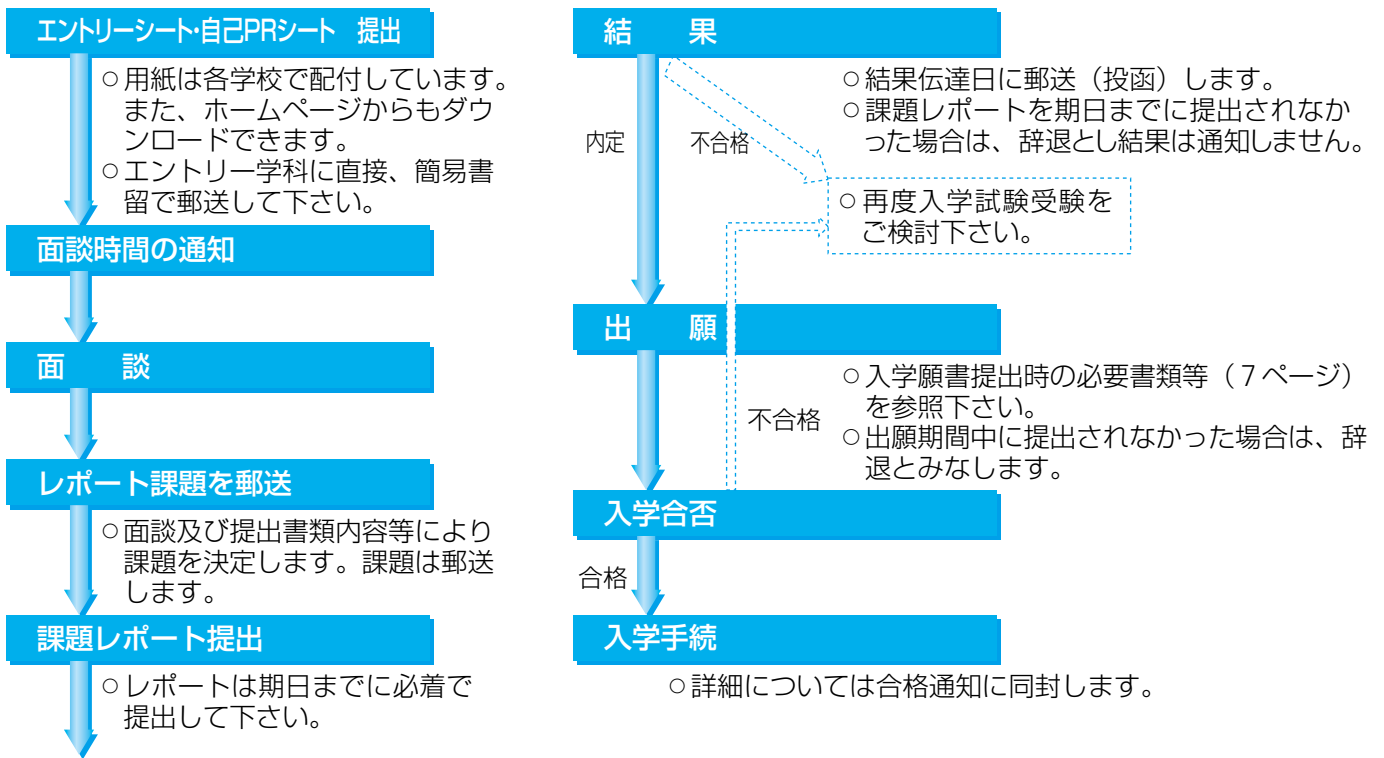 エントリーシート・自己PRシート　提出
○用紙は各学校で配付しています。
また、ホームページからもダウ
ンロードできます。
○エントリー学科に直接、簡易書
留で郵送して下さい。
面談時間の通知
面　　談
レポート課題を郵送
○面談及び提出書類内容等により
課題を決定します。課題は郵送
します。
課題レポート提出
○レポートは期日までに必着で
提出して下さい。
結　　果
○結果伝達日に郵送（投函）します。
○課題レポートを期日までに提出されなか
った場合は、辞退とし結果は通知しません。
内定
不合格
○再度入学試験受験を
ご検討下さい。
出　　願
○入学願書提出時の必要書類等（７ページ）
を参照下さい。
○出願期間中に提出されなかった場合は、辞
退とみなします。
不合格
入学合否
合格
入学手続
○詳細については合格通知に同封します。